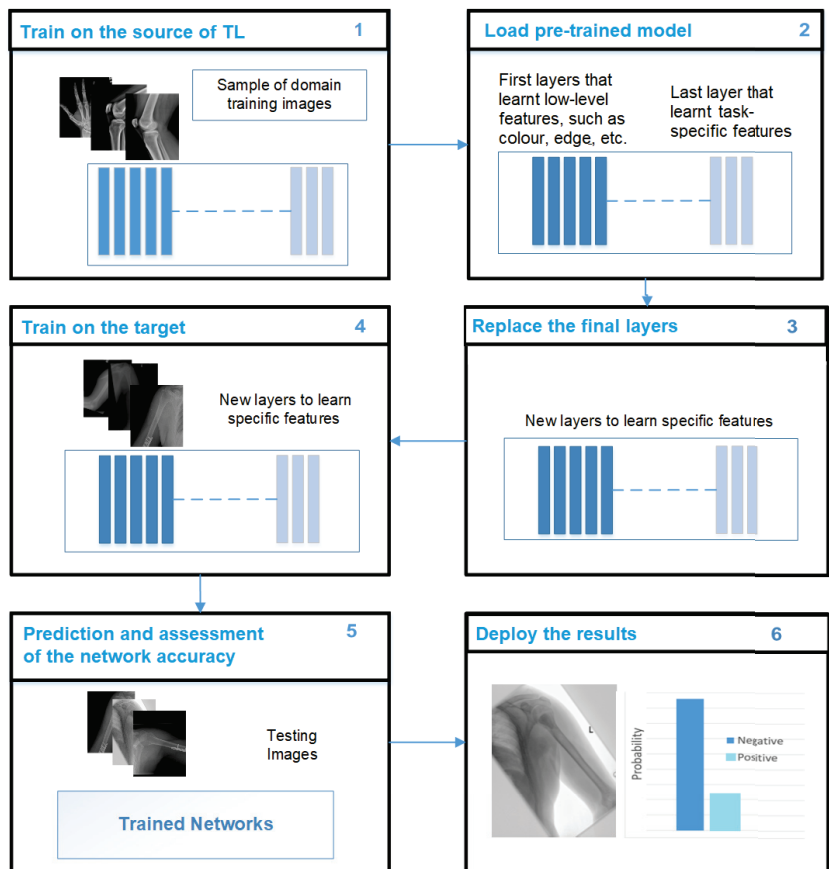 Train on the source of TL 1
Sample of domain
training images
Load pre-trained model 2
First layers that
learnt low-level
features, such as
colour, edge, etc.
Last layer that
learnt task-
specific features
Replace the final layers 3
New layers to learn specific features
Train on the target 4
New layers to learn
specific features
Prediction and assessment 5
of the network accuracy
Testing
Images
Trained Networks
Deploy the results 6
L
Probability
Negative
Positive